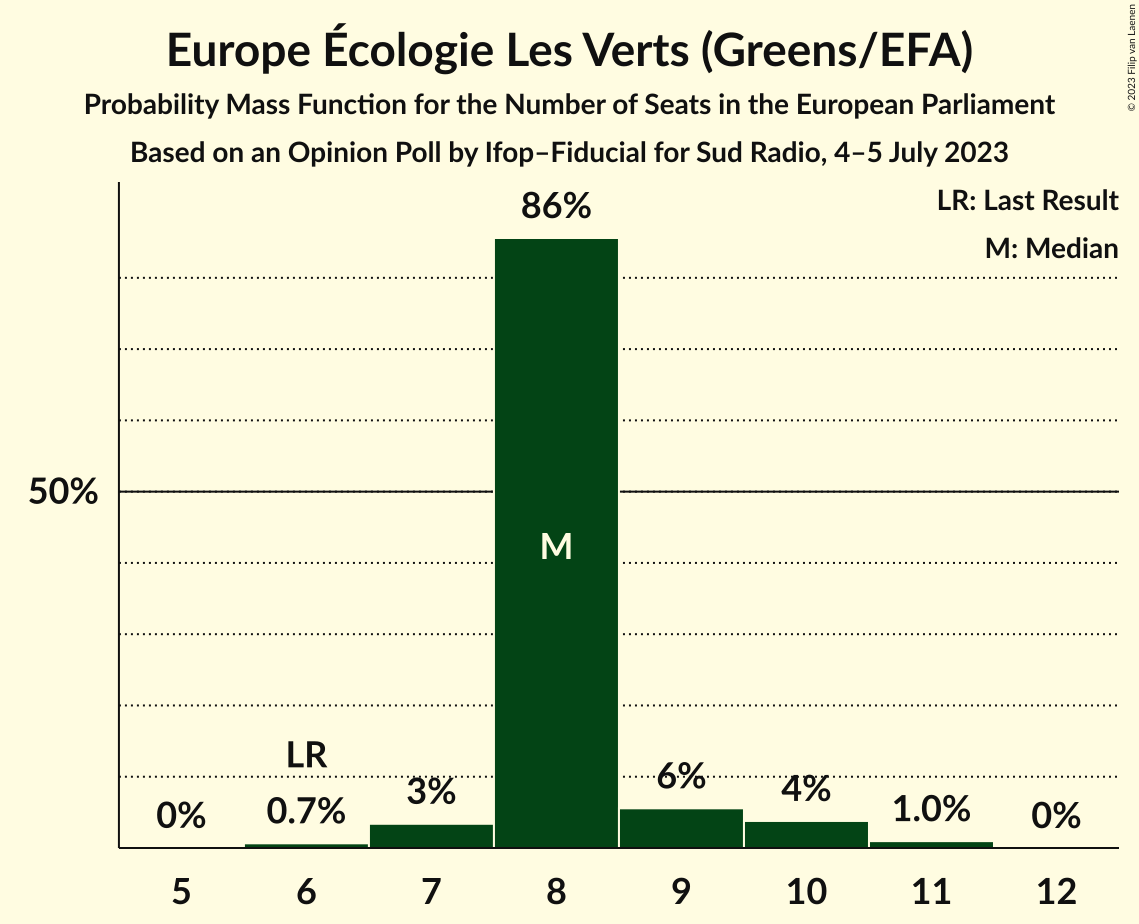 Europe Écologie Les Verts (Greens/EFA)
Probability Mass Function for the Number of Seats in the European Parliament
Based on an Opinion Poll by Ifop–Fiducial for Sud Radio, 4–5 July 2023
© 2023 Filip van Laenen
LR: Last Result
M: Median
86%
50%
M
LR
0% 0.7% 3% 6% 4% 1.0% 0%
5 6 7 8 9 10 11 12